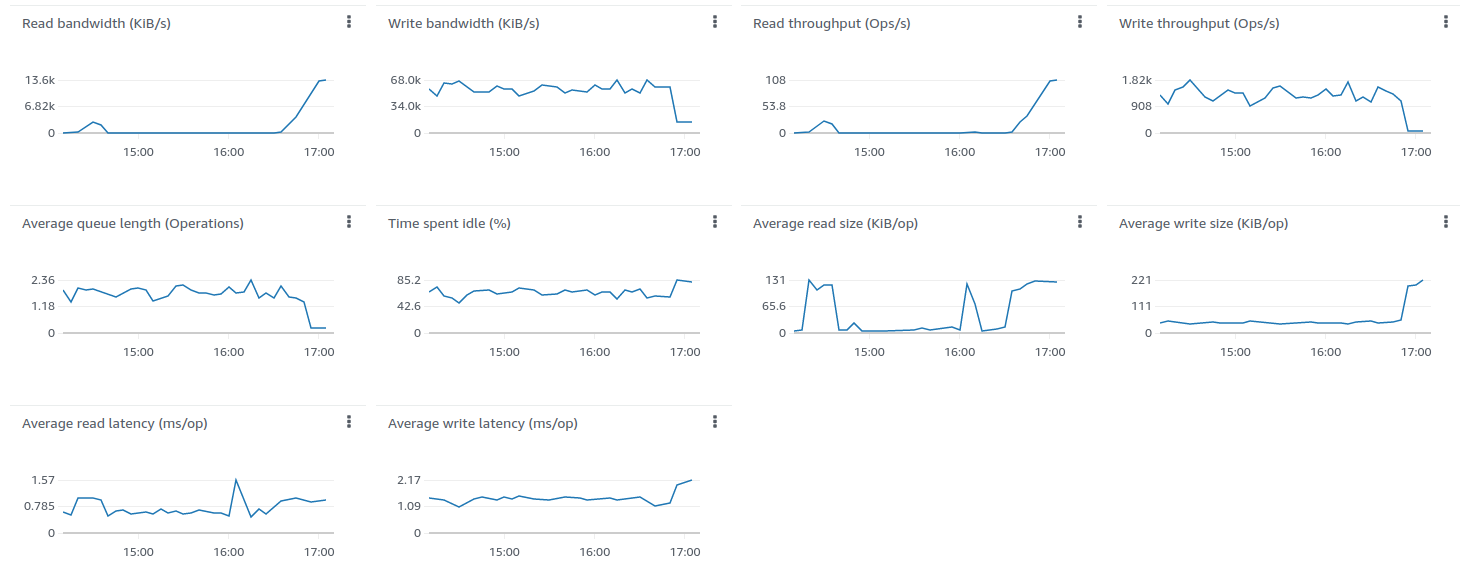 Read bandwidth (KiB/s)
13.6k
6.82k
0
15:00 16:00 17:00
Write bandwidth (KiB/s)
68.0k
34.0k
0
15:00 16:00 17:00
Read throughput (Ops/s)
108
53.8
0
15:00 16:00 17:00
Write throughput (Ops/s)
1.82k
908
0
15:00 16:00 17:00
Average queue length (Operations)
2.36
1.18
0
15:00 16:00 17:00
Time spent idle (%)
85.2
42.6
0
15:00 16:00 17:00
Average read size (KiB/op)
131
65.6
0
15:00 16:00 17:00
Average write size (KiB/op)
221
111
0
15:00 16:00 17:00
Average read latency (ms/op)
1.57
0.785
0
15:00 16:00 17:00
Average write latency (ms/op)
2.17
1.09
0
15:00 16:00 17:00